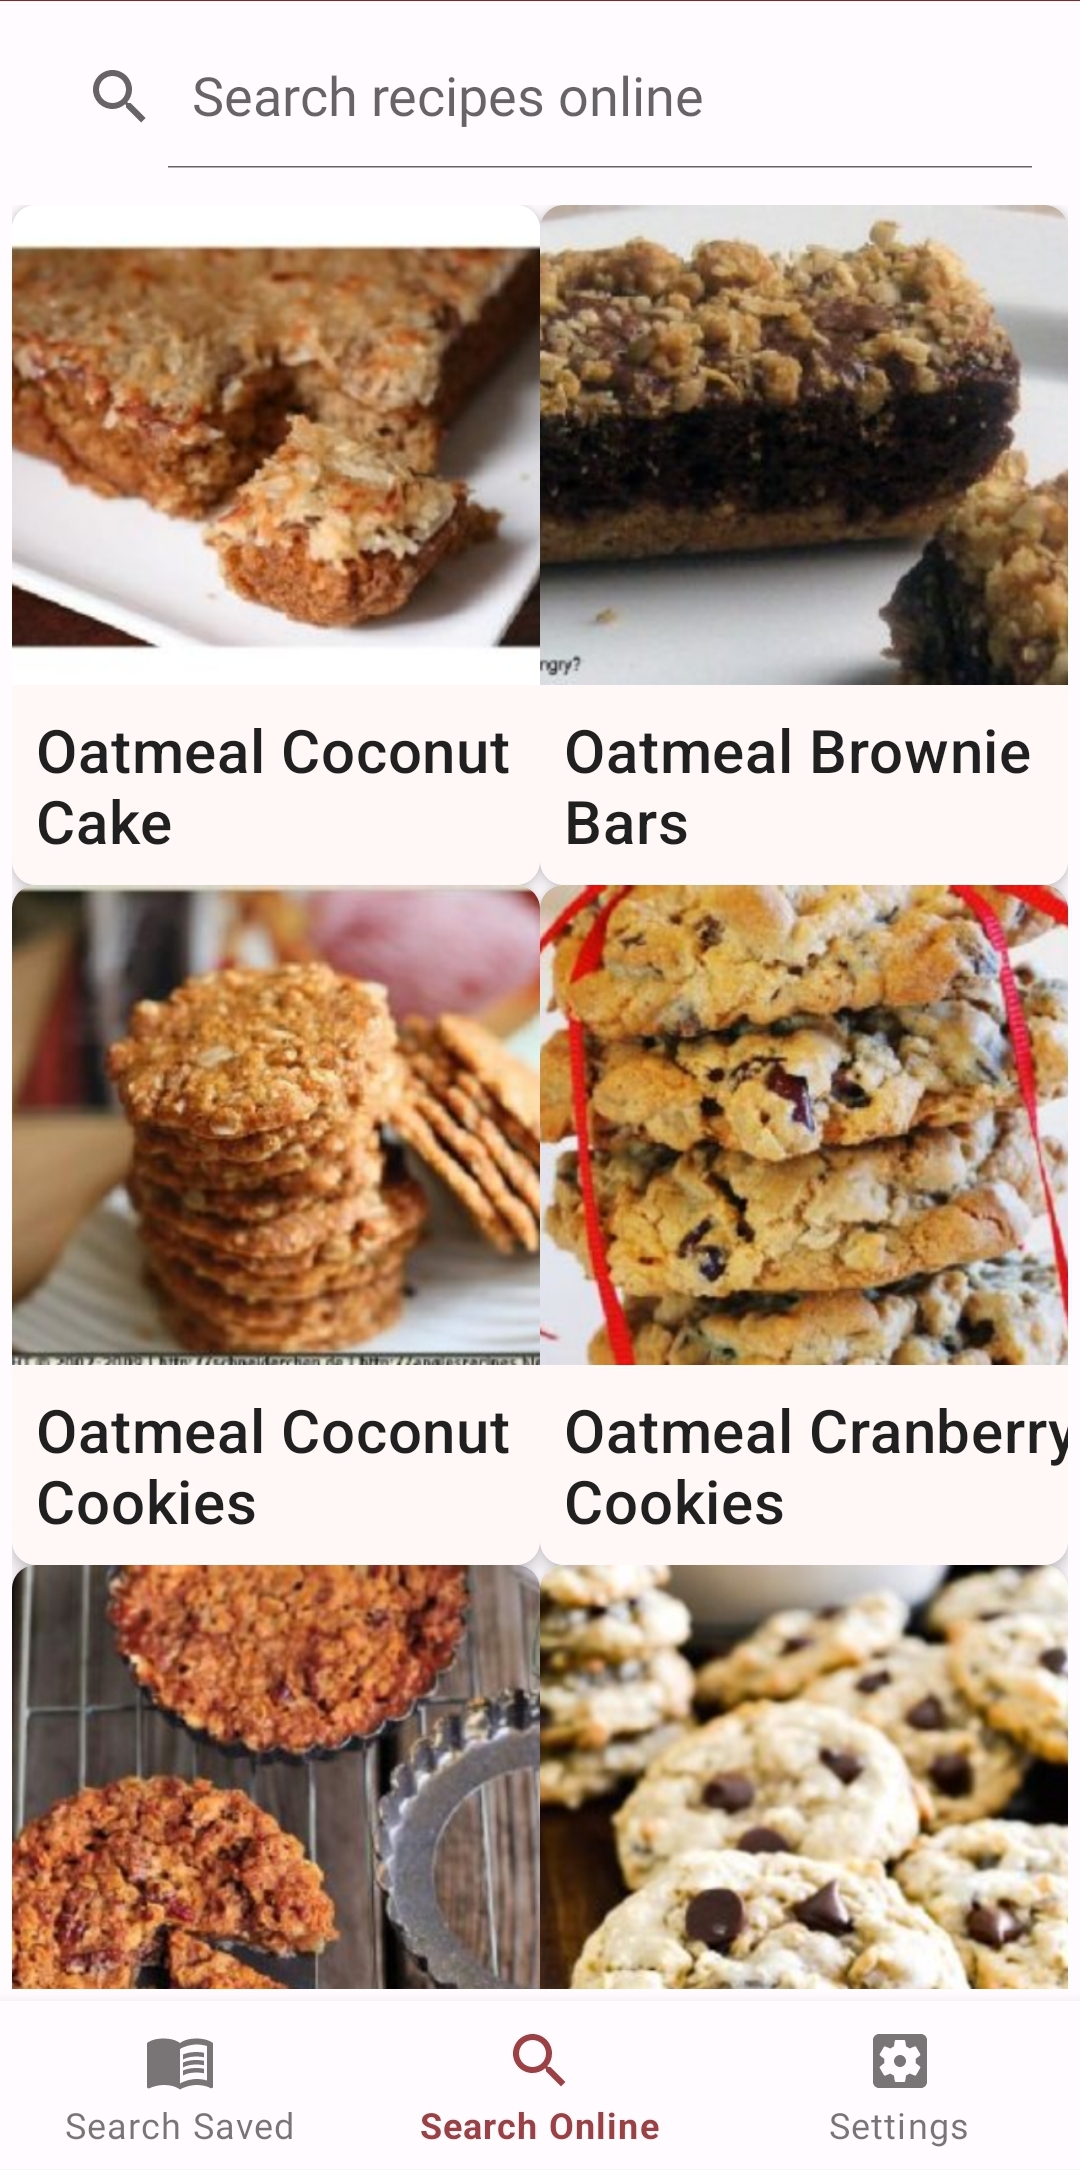 Search recipes online
ngry?
Oatmeal Coconut
Cake
Oatmeal Brownie
Bars
Oatmeal Coconut
Cookies
Oatmeal Cranberry
Cookies
Search Saved
Search Online
Settings